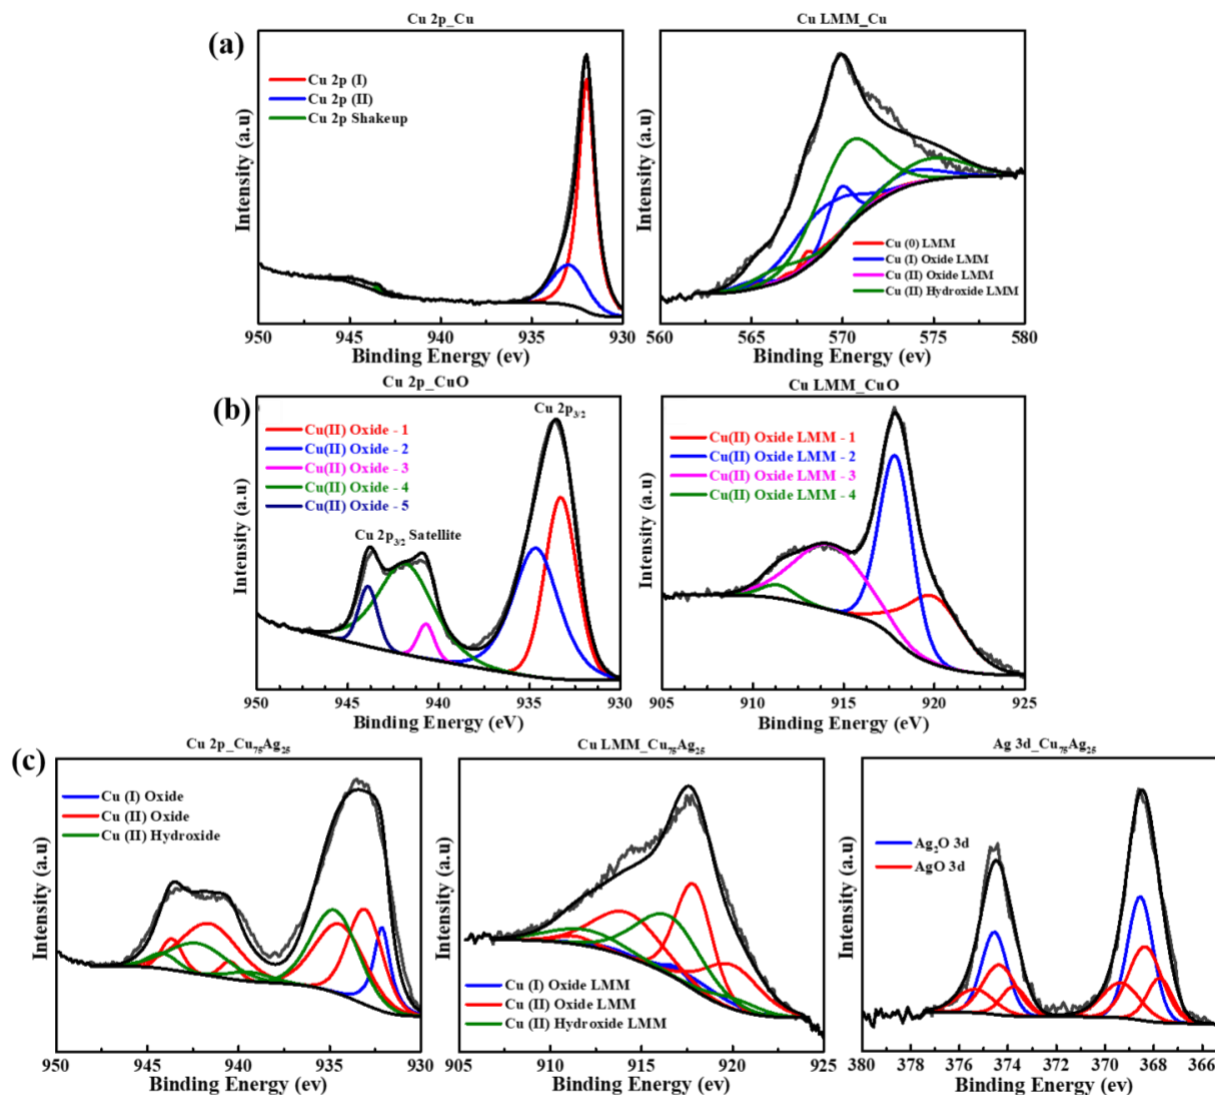 (a)
Cu 2p_Cu
Intensity (a.u)
Cu 2p (I)
Cu 2p (II)
Cu 2p Shakeup
950 945 940 935 930
Binding Energy (ev)
Cu LMM_Cu
Intensity (a.u)
Cu (0) LMM
Cu (I) Oxide LMM
Cu (II) Oxide LMM
Cu (II) Hydroxide LMM
560 565 570 575 580
Binding Energy (ev)
(b)
Cu 2p_CuO
Intensity (a.u)
Cu 2p3/2
Cu(II) Oxide - 1
Cu(II) Oxide - 2
Cu(II) Oxide - 3
Cu(II) Oxide - 4
Cu(II) Oxide - 5
Cu 2p3/2 Satellite
950 945 940 935 930
Binding Energy (eV)
Cu LMM_CuO
Intensity (a.u)
Cu(II) Oxide LMM - 1
Cu(II) Oxide LMM - 2
Cu(II) Oxide LMM - 3
Cu(II) Oxide LMM - 4
905 910 915 920 925
Binding Energy (eV)
(c)
Cu 2p_Cu75Ag25
Intensity (a.u)
Cu (I) Oxide
Cu (II) Oxide
Cu (II) Hydroxide
950 945 940 935 930
Binding Energy (ev)
Cu LMM_Cu75Ag25
Intensity (a.u)
Cu (I) Oxide LMM
Cu (II) Oxide LMM
Cu (II) Hydroxide LMM
905 910 915 920 925
Binding Energy (ev)
Ag 3d_Cu75Ag25
Intensity (a.u)
Ag2O 3d
AgO 3d
380 378 376 374 372 370 368 366
Binding Energy (ev)